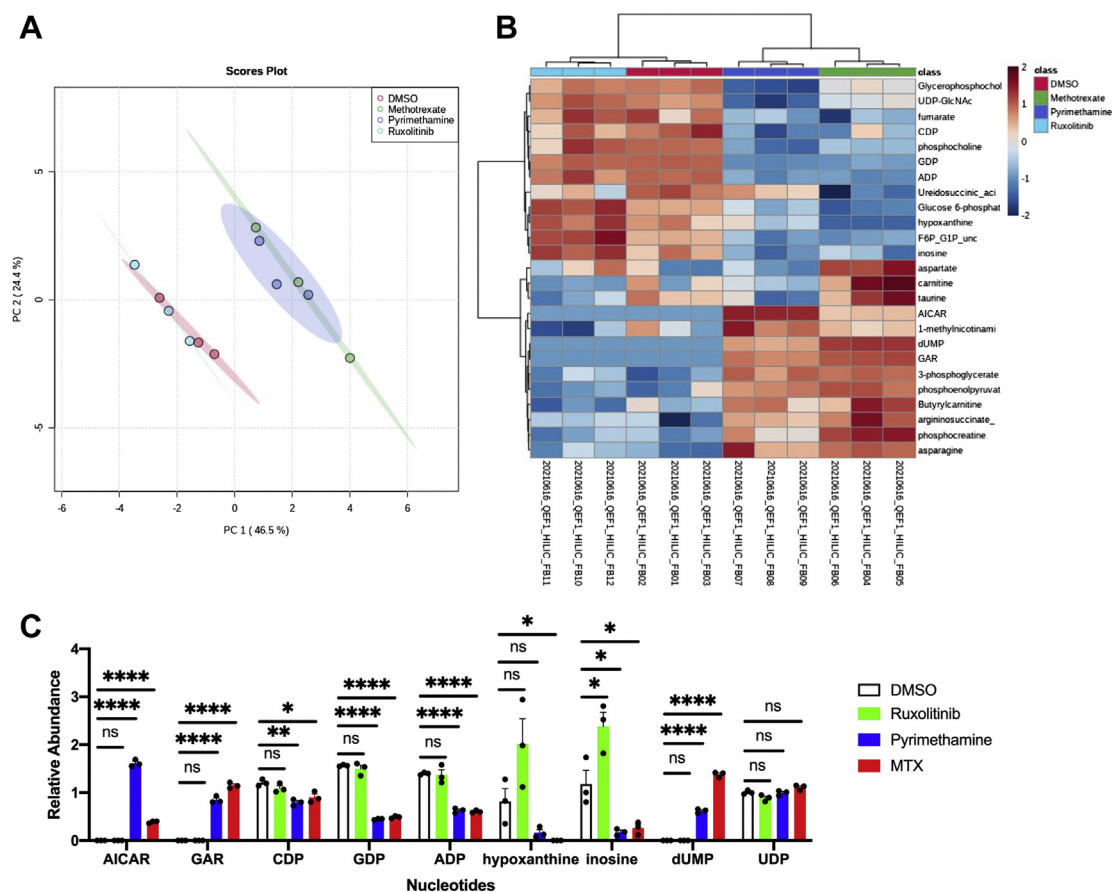 A
Scores Plot
DMSO
Methotrexate
Pyrimethamine
Ruxolitinib
PC 2 ( 24.4 %)
5
0
-5
-6 -4 -2 0 2 4 6
PC 1 ( 46.5 %)
B
class
Glycerophosphochol
UDP-GlcNAc
fumarate
CDP
phosphocholine
GDP
ADP
Ureidosuccinic_aci
Glucose 6-phosphat
hypoxanthine
F6P_G1P_unc
inosine
aspartate
carnitine
taurine
AICAR
1-methylnicotinami
dUMP
GAR
3-phosphoglycerate
phosphoenolpyruvat
Butyrylcarnitine
argininosuccinate_
phosphocreatine
asparagine
2
1
0
-1
-2
class
DMSO
Methotrexate
Pyrimethamine
Ruxolitinib
20210616_QEF1_HILIC_FB11
20210616_QEF1_HILIC_FB10
20210616_QEF1_HILIC_FB12
20210616_QEF1_HILIC_FB02
20210616_QEF1_HILIC_FB01
20210616_QEF1_HILIC_FB03
20210616_QEF1_HILIC_FB07
20210616_QEF1_HILIC_FB08
20210616_QEF1_HILIC_FB09
20210616_QEF1_HILIC_FB06
20210616_QEF1_HILIC_FB04
20210616_QEF1_HILIC_FB05
C
Relative Abundance
4
3
2
1
0
****
****
ns
****
****
ns
*
**
ns
****
****
ns
****
****
ns
*
ns
ns
*
*
*
****
****
ns
ns
ns
ns
AICAR GAR CDP GDP ADP hypoxanthine inosine dUMP UDP
Nucleotides
DMSO
Ruxolitinib
Pyrimethamine
MTX